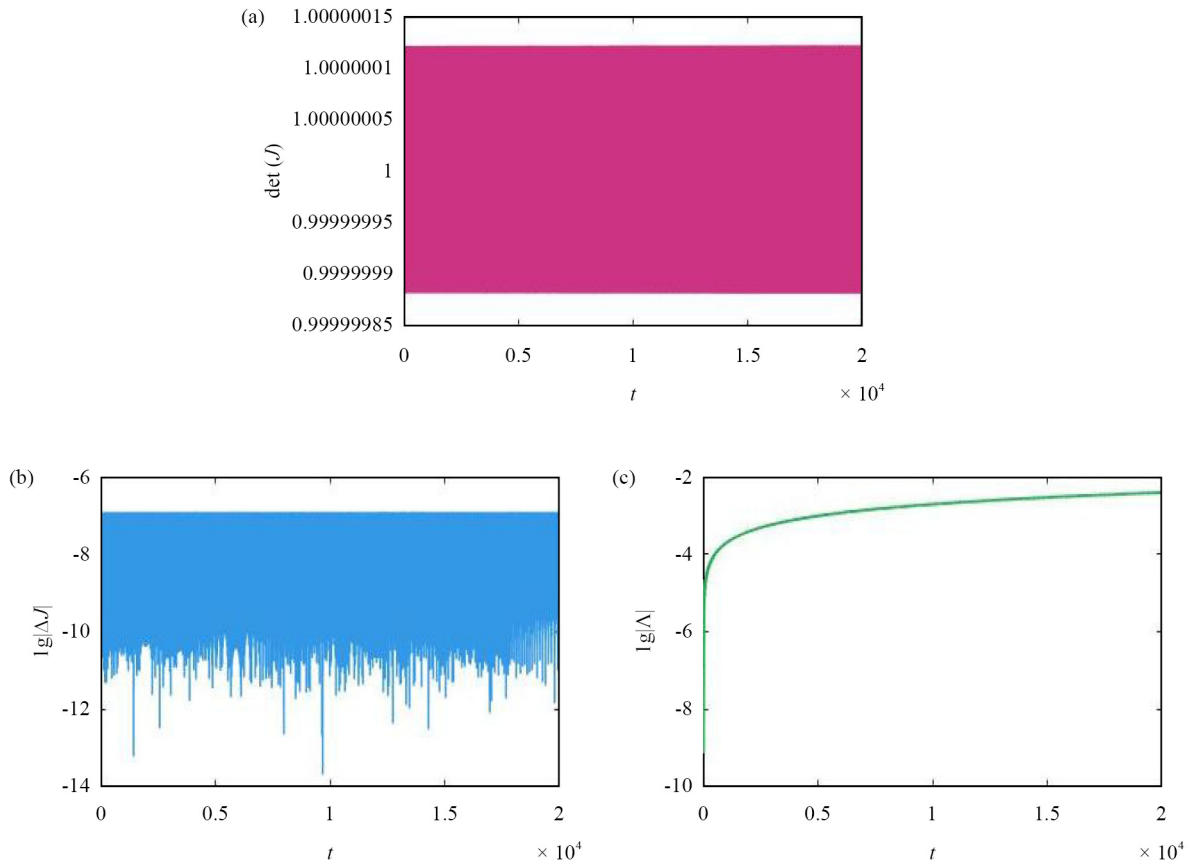 (a)
1.00000015
1.0000001
1.00000005
1
0.99999995
0.9999999
0.99999985
det (J)
0 0.5 1 1.5 2
t × 10⁴
(b)
-6
-8
-10
-12
-14
lg|ΔJ|
0 0.5 1 1.5 2
t × 10⁴
(c)
-2
-4
-6
-8
-10
lg|Λ|
0 0.5 1 1.5 2
t × 10⁴